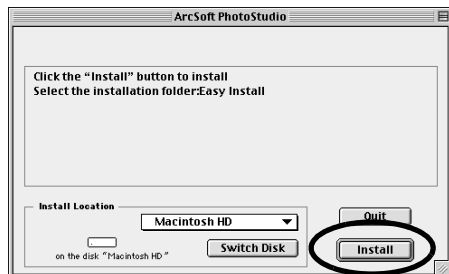 ArcSoft PhotoStudio
Click the “Install” button to install
Select the installation folder:Easy Install
Install Location
Macintosh HD
Quit
on the disk “Macintosh HD”
Switch Disk
Install